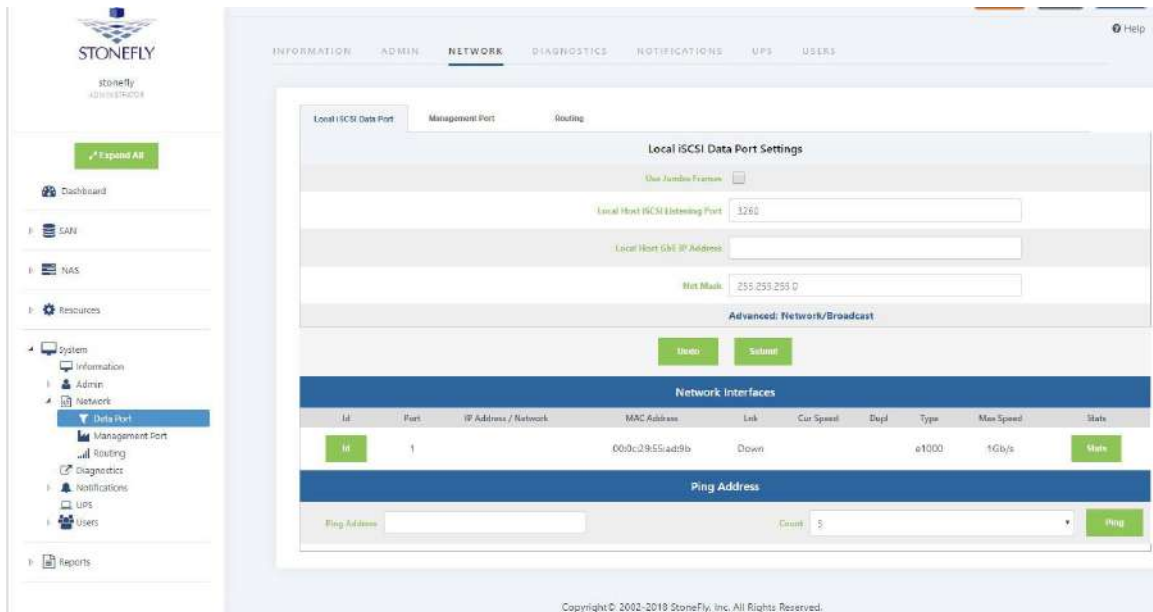 STONEFLY
stonefly
ADMINISTRATOR
Expand All
Dashboard
SAN
NAS
Resources
System
Information
Admin
Network
Data Port
Management Port
Routing
Diagnostics
Notifications
UPS
Users
Reports
Help
INFORMATION ADMIN NETWORK DIAGNOSTICS NOTIFICATIONS UPS USERS
Local iSCSI Data Port Management Port Routing
Local iSCSI Data Port Settings
Use Jumbo Frames
Local Host iSCSI Listening Port 3260
Local Host GbE IP Address
Net Mask 255.255.255.0
Advanced: Network/Broadcast
Undo Submit
Network Interfaces
Id Port IP Address / Network MAC Address Link Cur Speed Dupl Type Max Speed Stats
Id 1 00:0c:29:55:ad:9b Down e1000 1Gb/s Stats
Ping Address
Ping Address Count 5 Ping
Copyright © 2002-2018 StoneFly, Inc. All Rights Reserved.